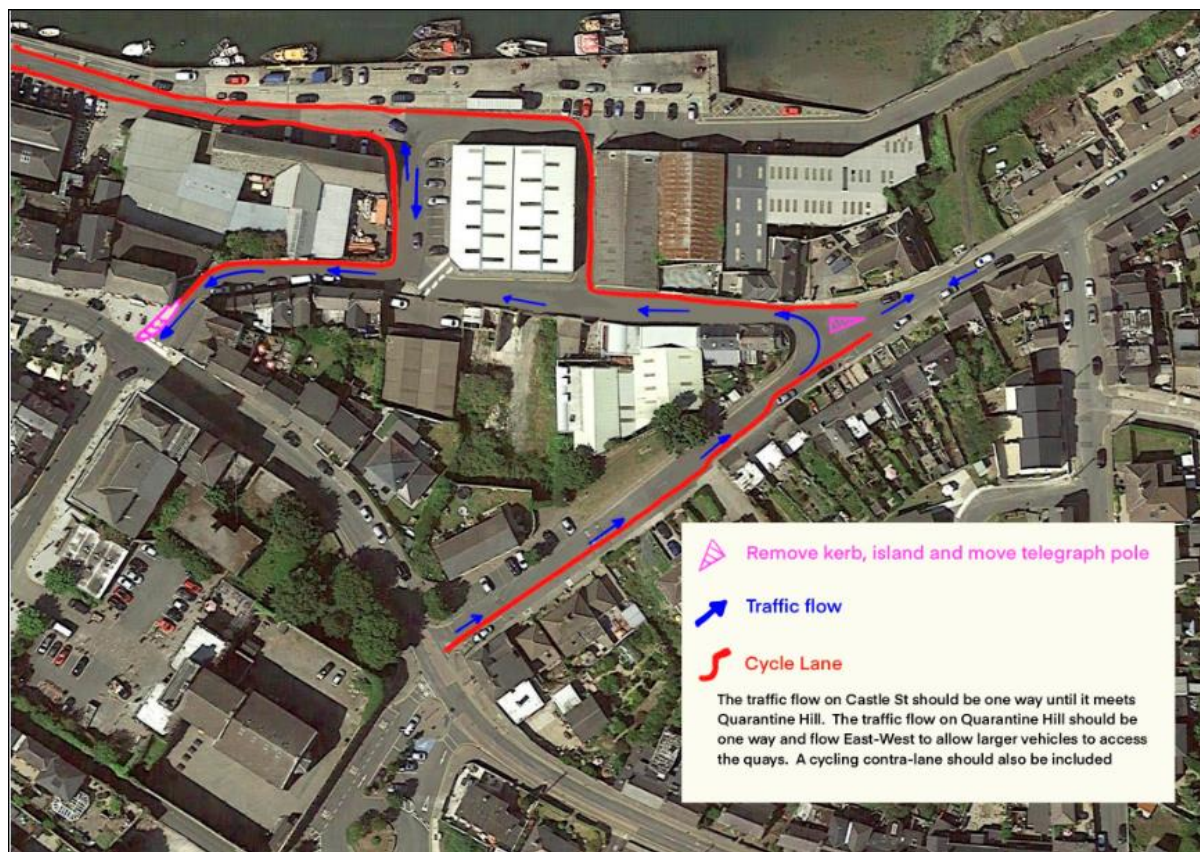 Remove kerb, island and move telegraph pole
Traffic flow
Cycle Lane
The traffic flow on Castle St should be one way until it meets
Quarantine Hill. The traffic flow on Quarantine Hill should be
one way and flow East-West to allow larger vehicles to access
the quays. A cycling contra-lane should also be included